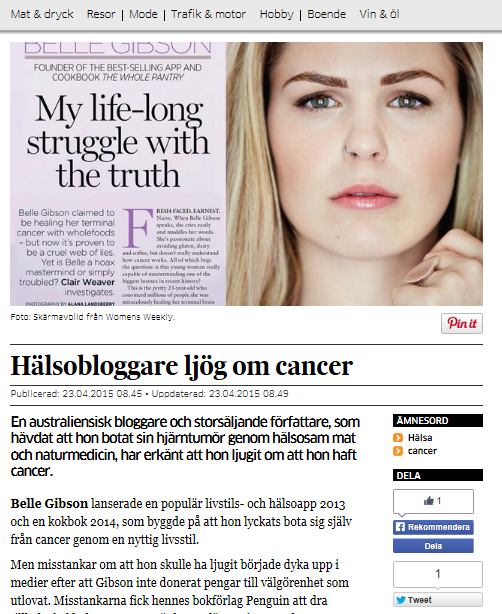 Mat & dryck Resor | Mode | Trafik & motor Hobby | Boende Vin & öl
BELLE GIBSON
FOUNDER OF THE BEST-SELLING APP AND
COOKBOOK THE WHOLE PANTRY
My life-long
struggle with
the truth
Belle Gibson claimed to
be healing her terminal
cancer with wholefoods
– but now it's proven to
be a cruel web of lies.
Yet is Belle a hoax
mastermind or simply
troubled? Clair Weaver
investigates.
PHOTOGRAPHY BY ALANA LANDSBERRY
FRESH-FACED. EARNEST.
Naive. When Belle Gibson
speaks, she cries easily
and muddles her words.
She's passionate about
avoiding gluten, dairy
and coffee, but doesn't really understand
how cancer works. All of which begs
the question: is this young woman really
capable of masterminding one of the
biggest hoaxes in recent history?
This is the pretty 23-year-old who
convinced millions of people she was
miraculously healing her terminal brain
Foto: Skärmavbild från Womens Weekly.
Pin it
Hälsobloggare ljög om cancer
Publicerad: 23.04.2015 08.45 • Uppdaterad: 23.04.2015 08.49
En australiensisk bloggare och storsäljande författare, som
hävdat att hon botat sin hjärntumör genom hälsosam mat
och naturmedicin, har erkänt att hon ljugit om att hon haft
cancer.
Belle Gibson lanserade en populär livstils- och hälsoapp 2013
och en kokbok 2014, som byggde på att hon lyckats bota sig själv
från cancer genom en nyttig livsstil.
Men misstankar om att hon skulle ha ljugit började dyka upp i
medier efter att Gibson inte donerat pengar till välgörenhet som
utlovat. Misstankarna fick hennes bokförlag Penguin att dra
ÄMNESORD
Hälsa
cancer
DELA
1
Rekommendera
Dela
1
Tweet